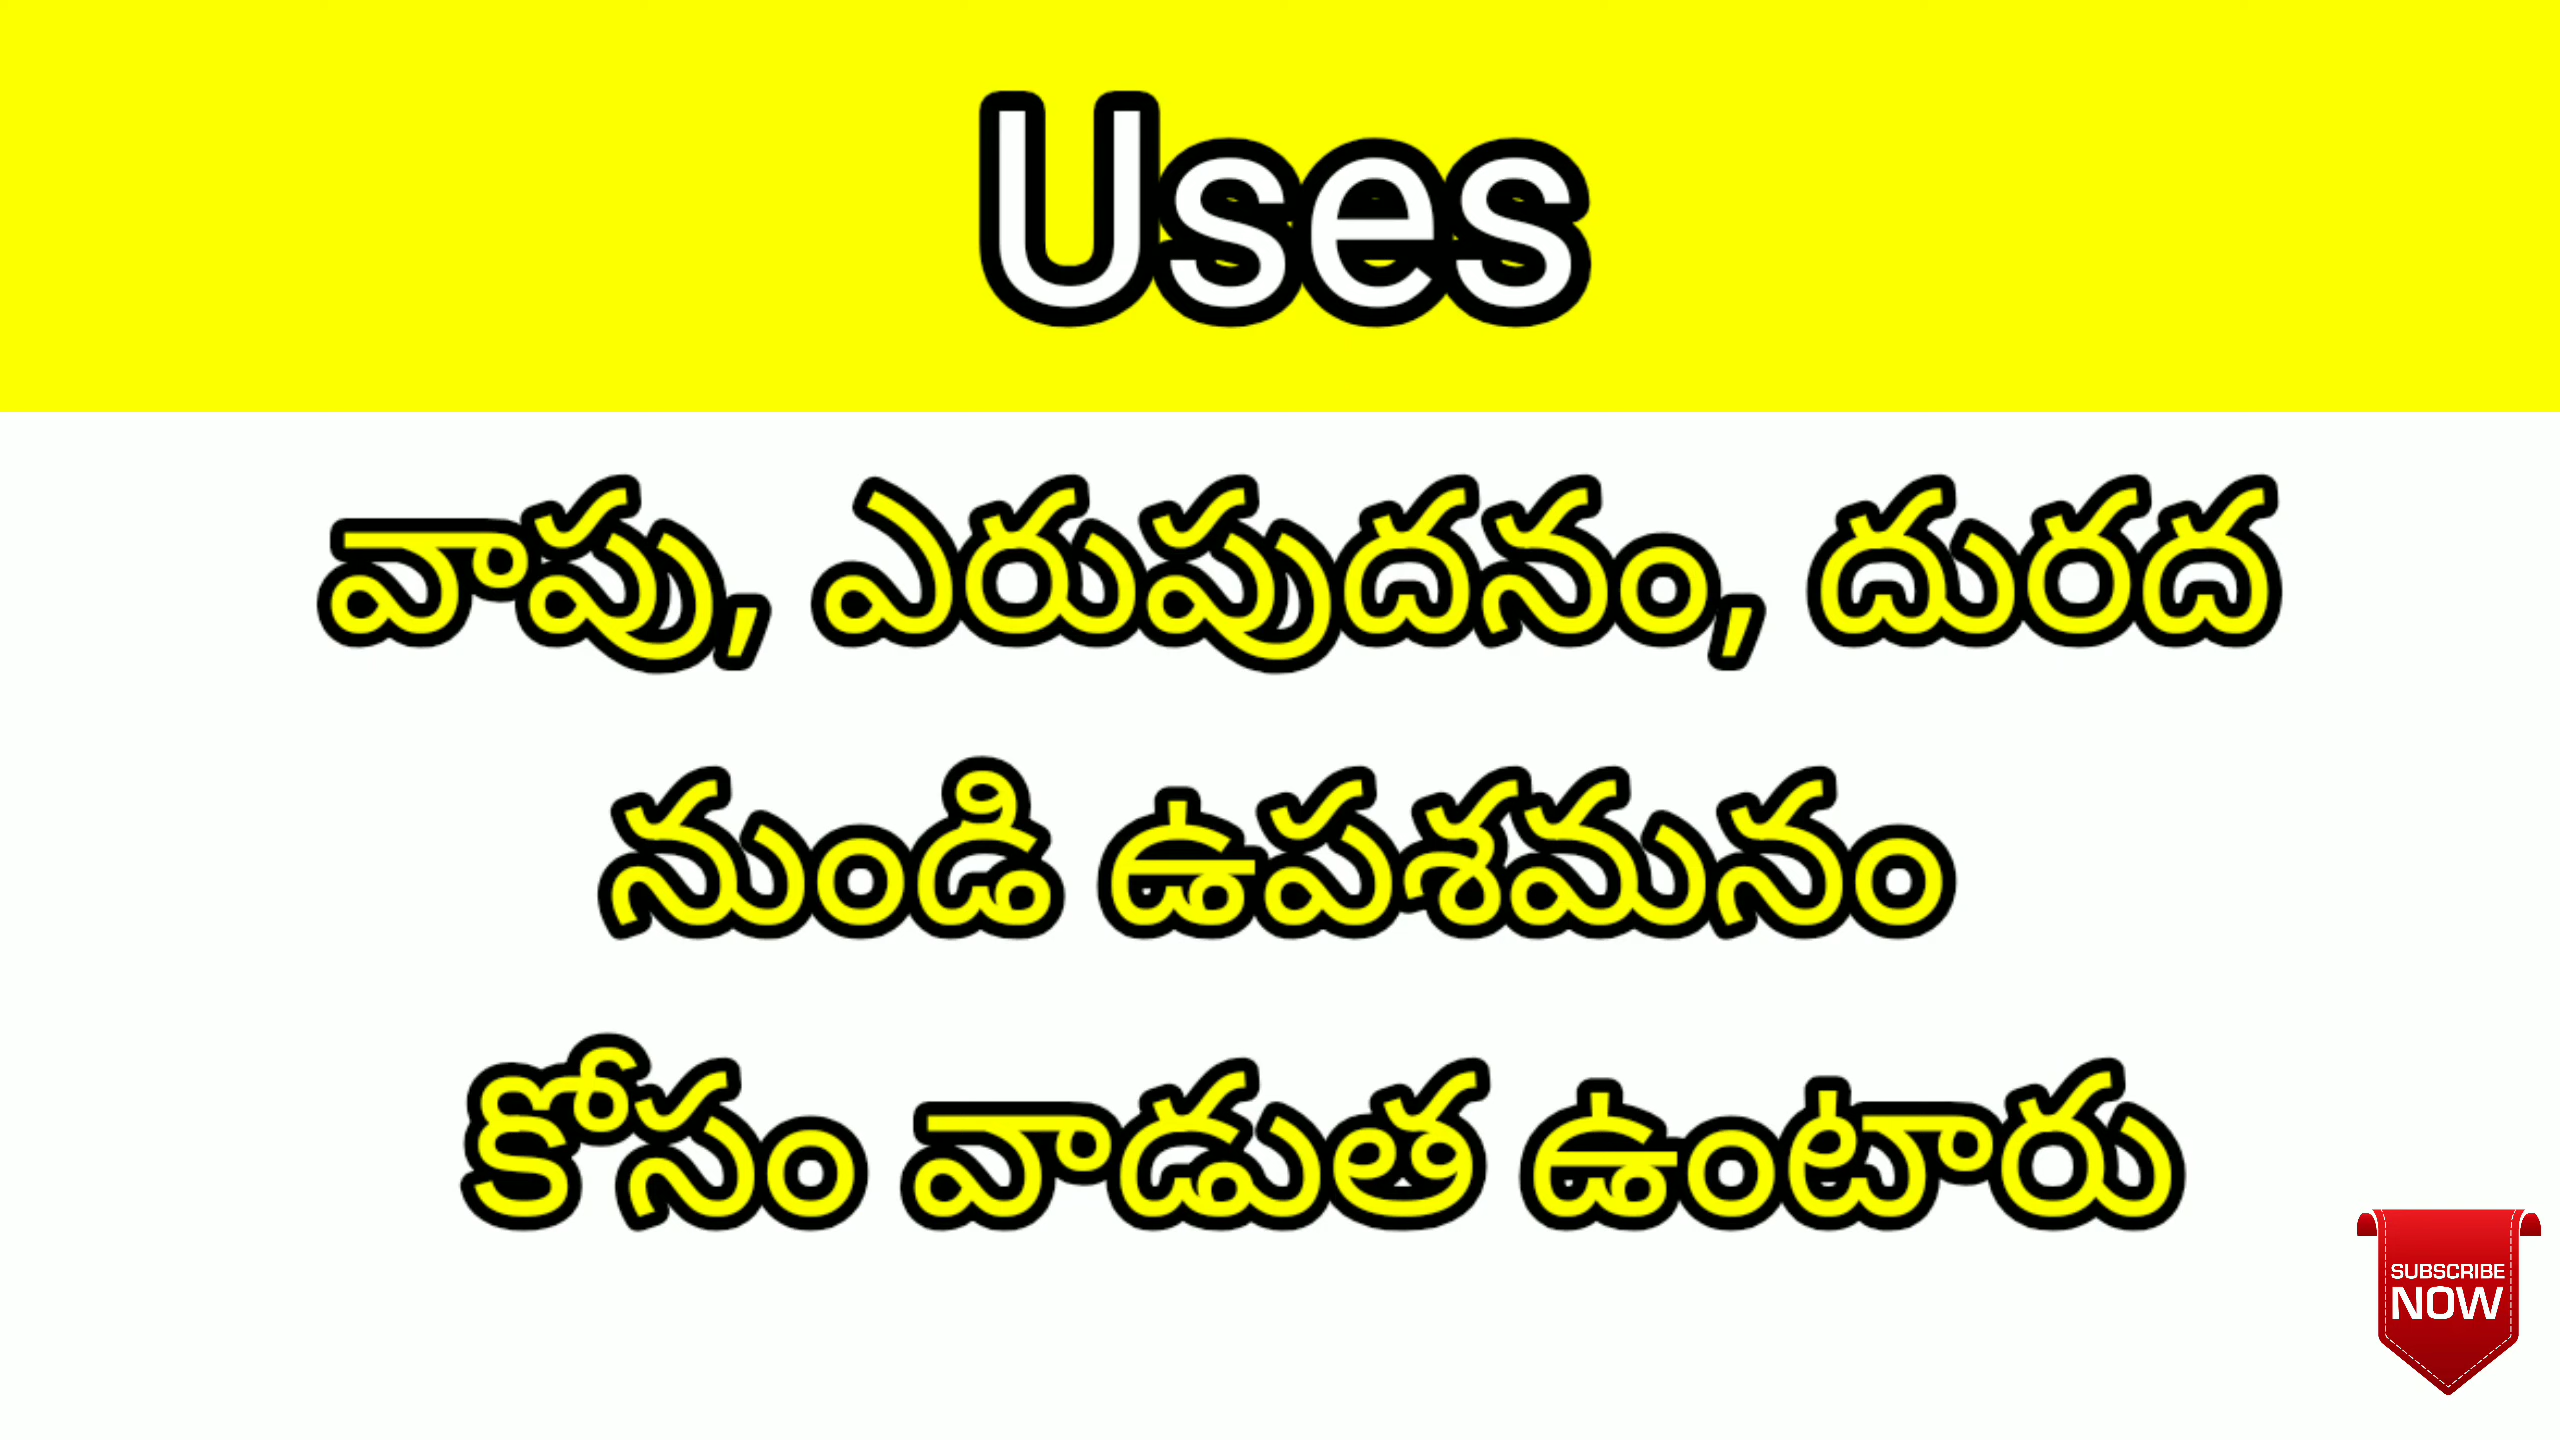 Uses
వాపు, ఎరుపుదనం, దురద
నుండి ఉపశమనం
కోసం వాడుత ఉంటారు
SUBSCRIBE
NOW